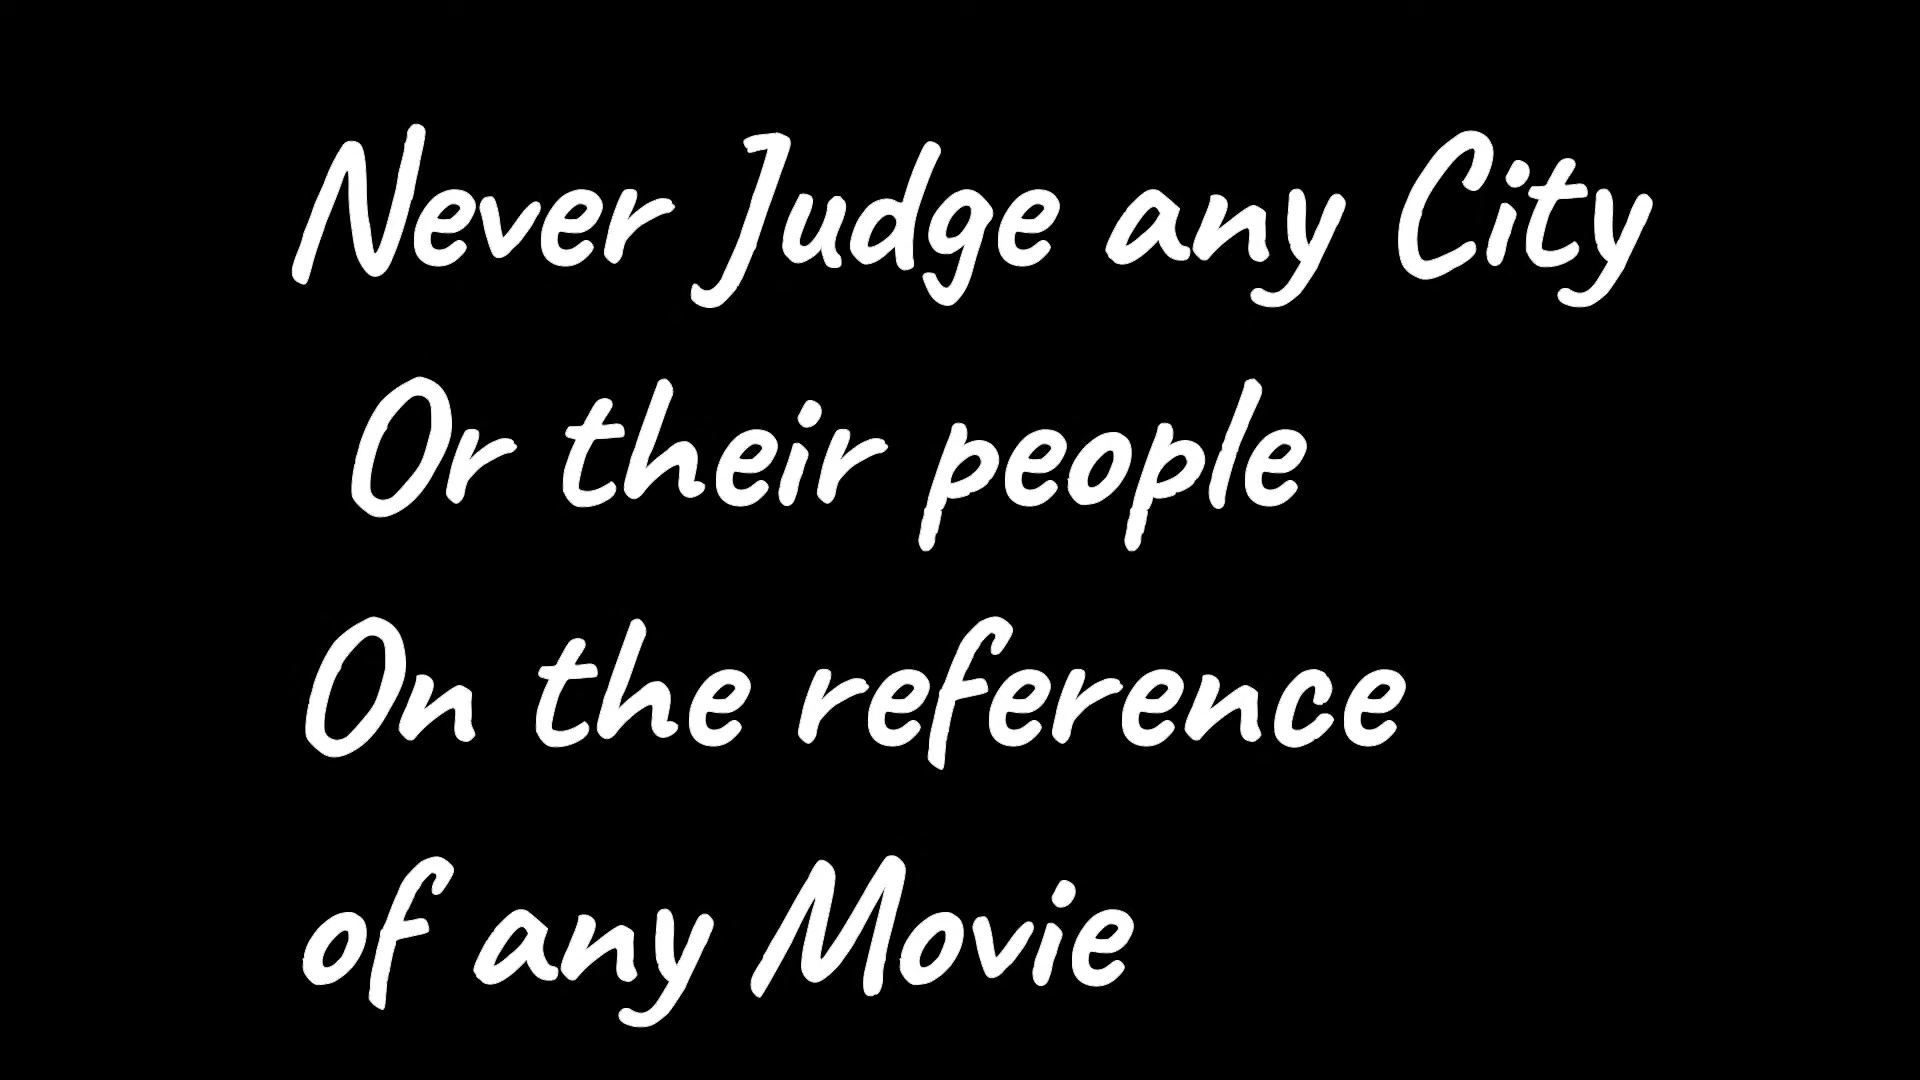 Never Judge any City
Or their people
On the reference
of any Movie